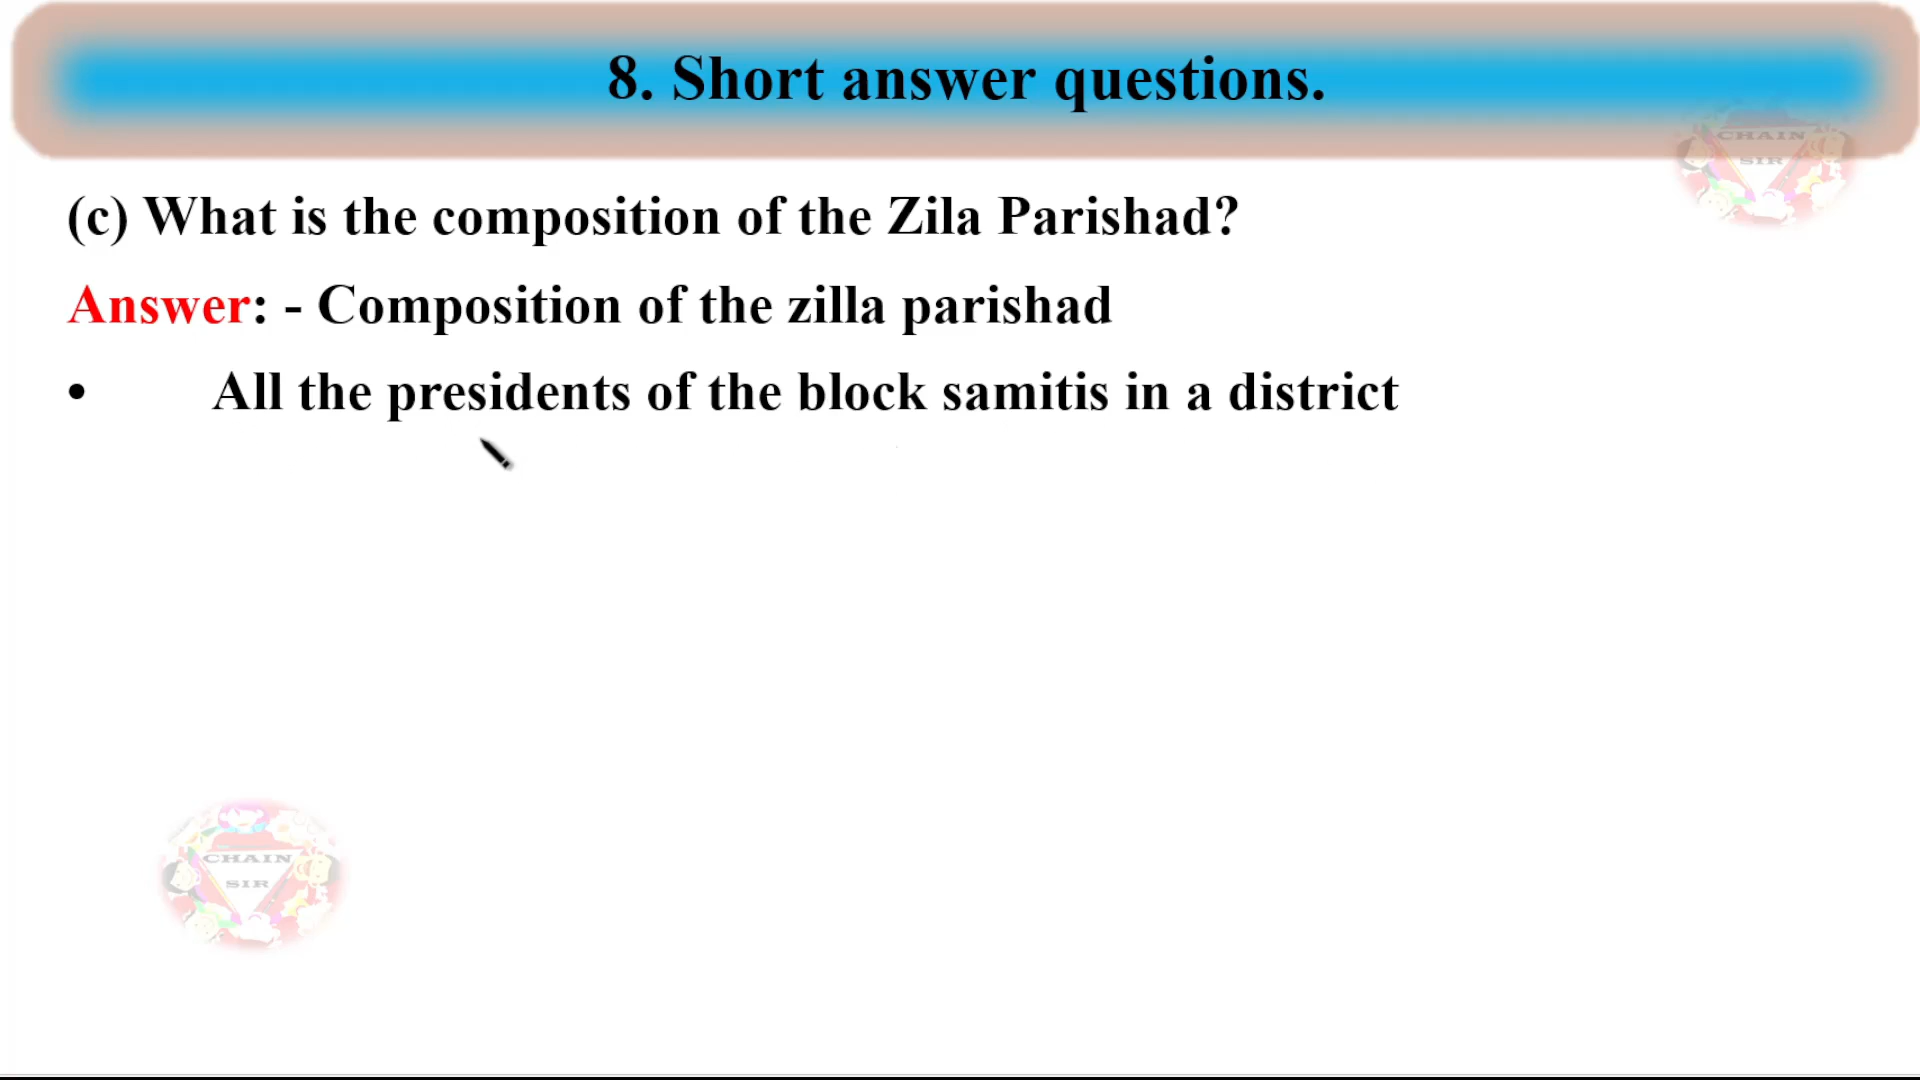 8. Short answer questions.
CHAIN
SIR
(c) What is the composition of the Zila Parishad?
Answer: - Composition of the zilla parishad
• All the presidents of the block samitis in a district
CHAIN
SIR